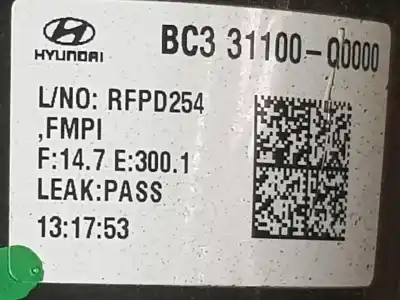 HYUNDAI
BC3 31100-Q0000
L/NO: RFPD254
,FMPI
F:14.7 E:300.1
LEAK:PASS
13:17:53